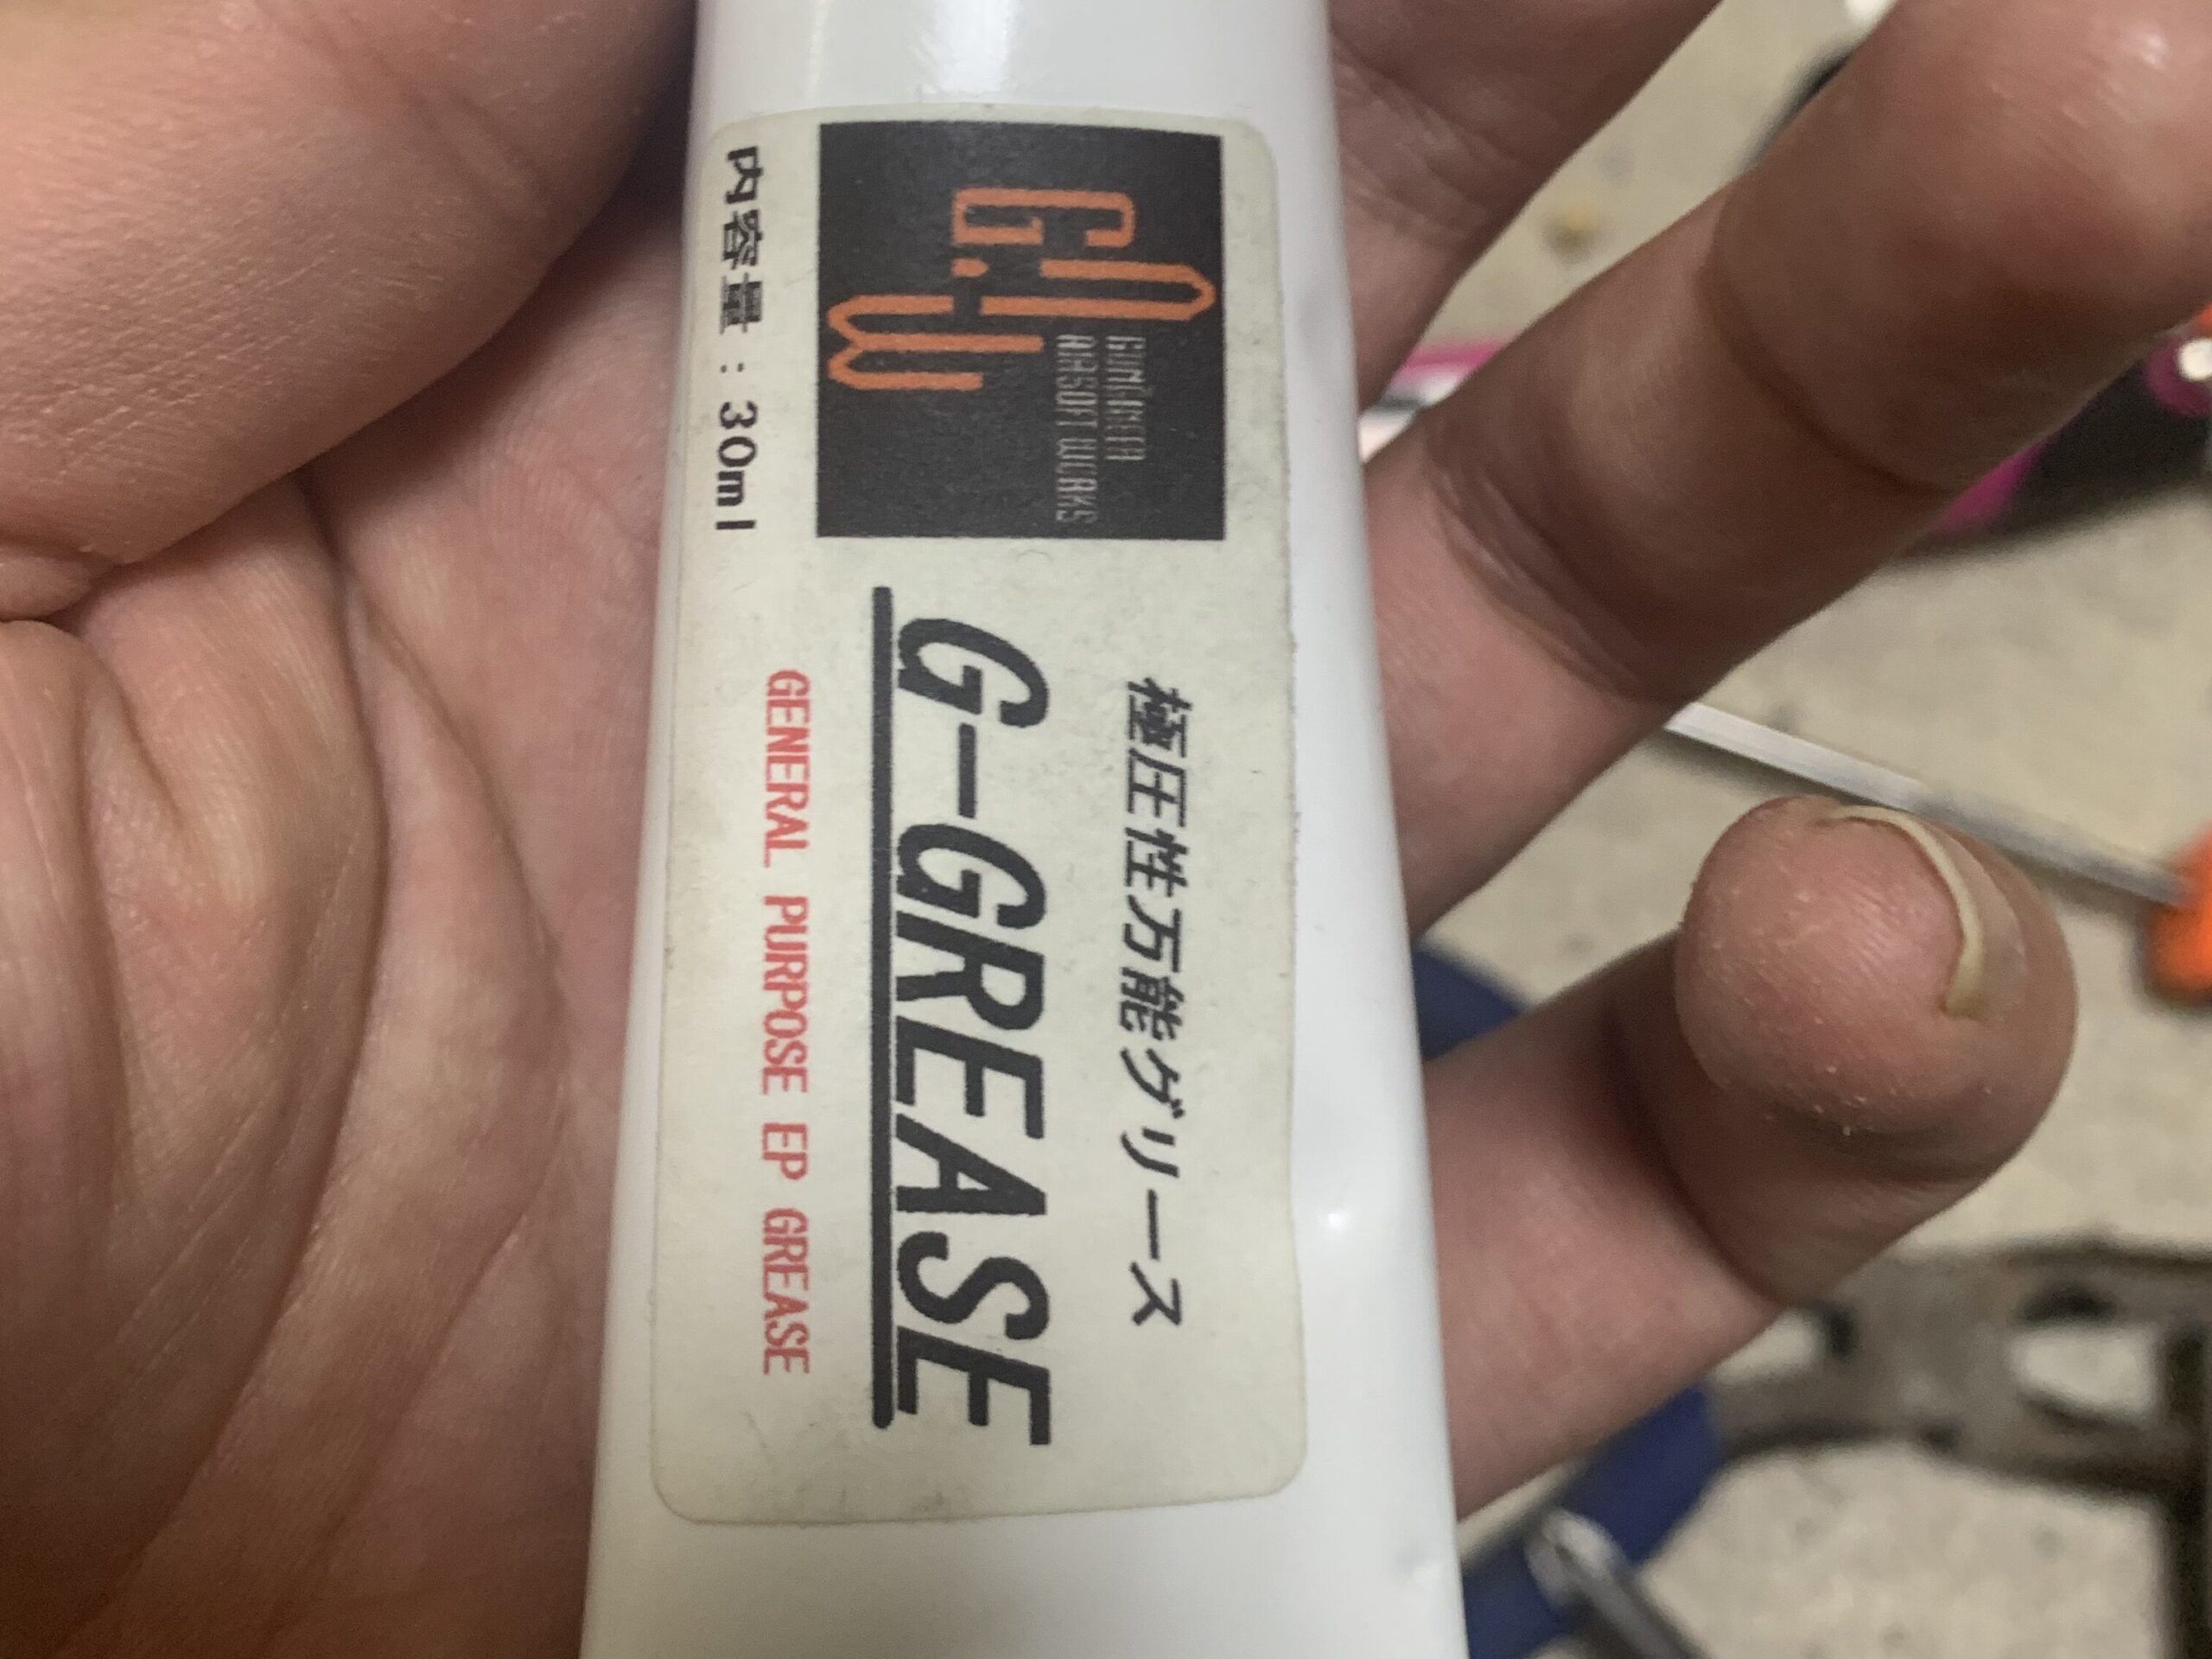 G.A.W
AIRSOFT WORKS
極圧性万能グリース
G-GREASE
GENERAL PURPOSE EP GREASE
内容量：30ml